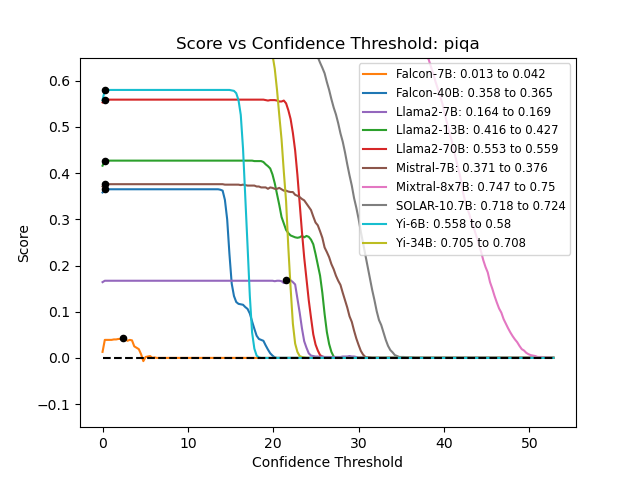 Score vs Confidence Threshold: piqa
Score
0.6
0.5
0.4
0.3
0.2
0.1
0.0
−0.1
Falcon-7B: 0.013 to 0.042
Falcon-40B: 0.358 to 0.365
Llama2-7B: 0.164 to 0.169
Llama2-13B: 0.416 to 0.427
Llama2-70B: 0.553 to 0.559
Mistral-7B: 0.371 to 0.376
Mixtral-8x7B: 0.747 to 0.75
SOLAR-10.7B: 0.718 to 0.724
Yi-6B: 0.558 to 0.58
Yi-34B: 0.705 to 0.708
0 10 20 30 40 50
Confidence Threshold